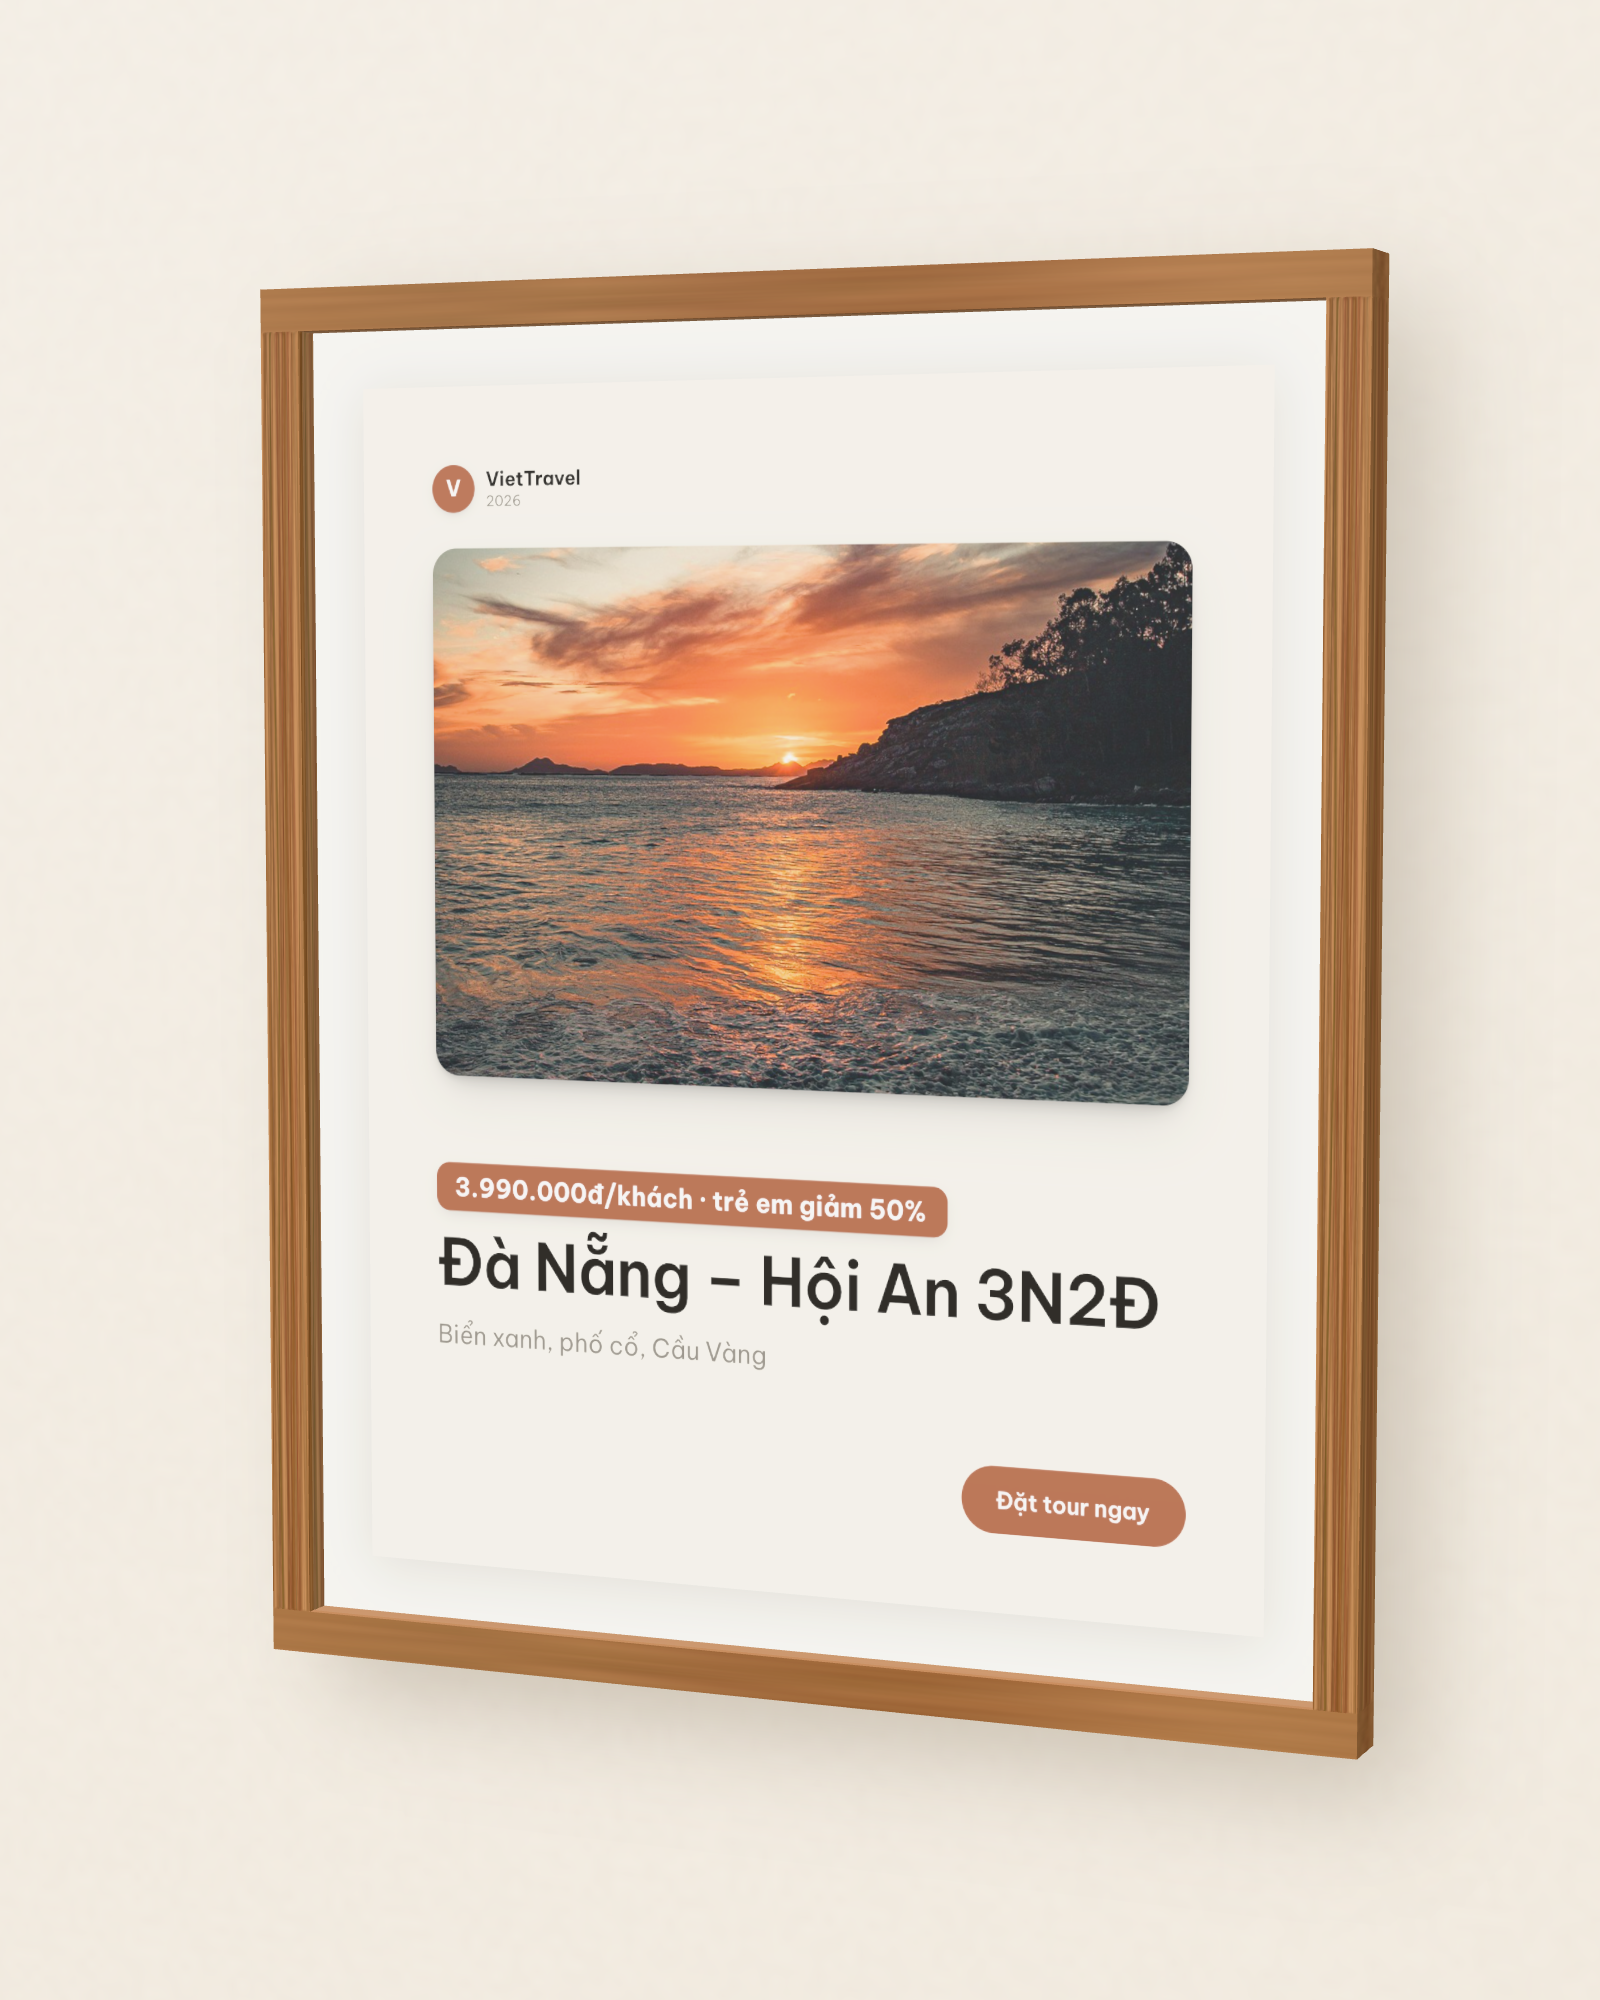 V
VietTravel
2026
3.990.000đ/khách · trẻ em giảm 50%
Đà Nẵng – Hội An 3N2Đ
Biển xanh, phố cổ, Cầu Vàng
Đặt tour ngay